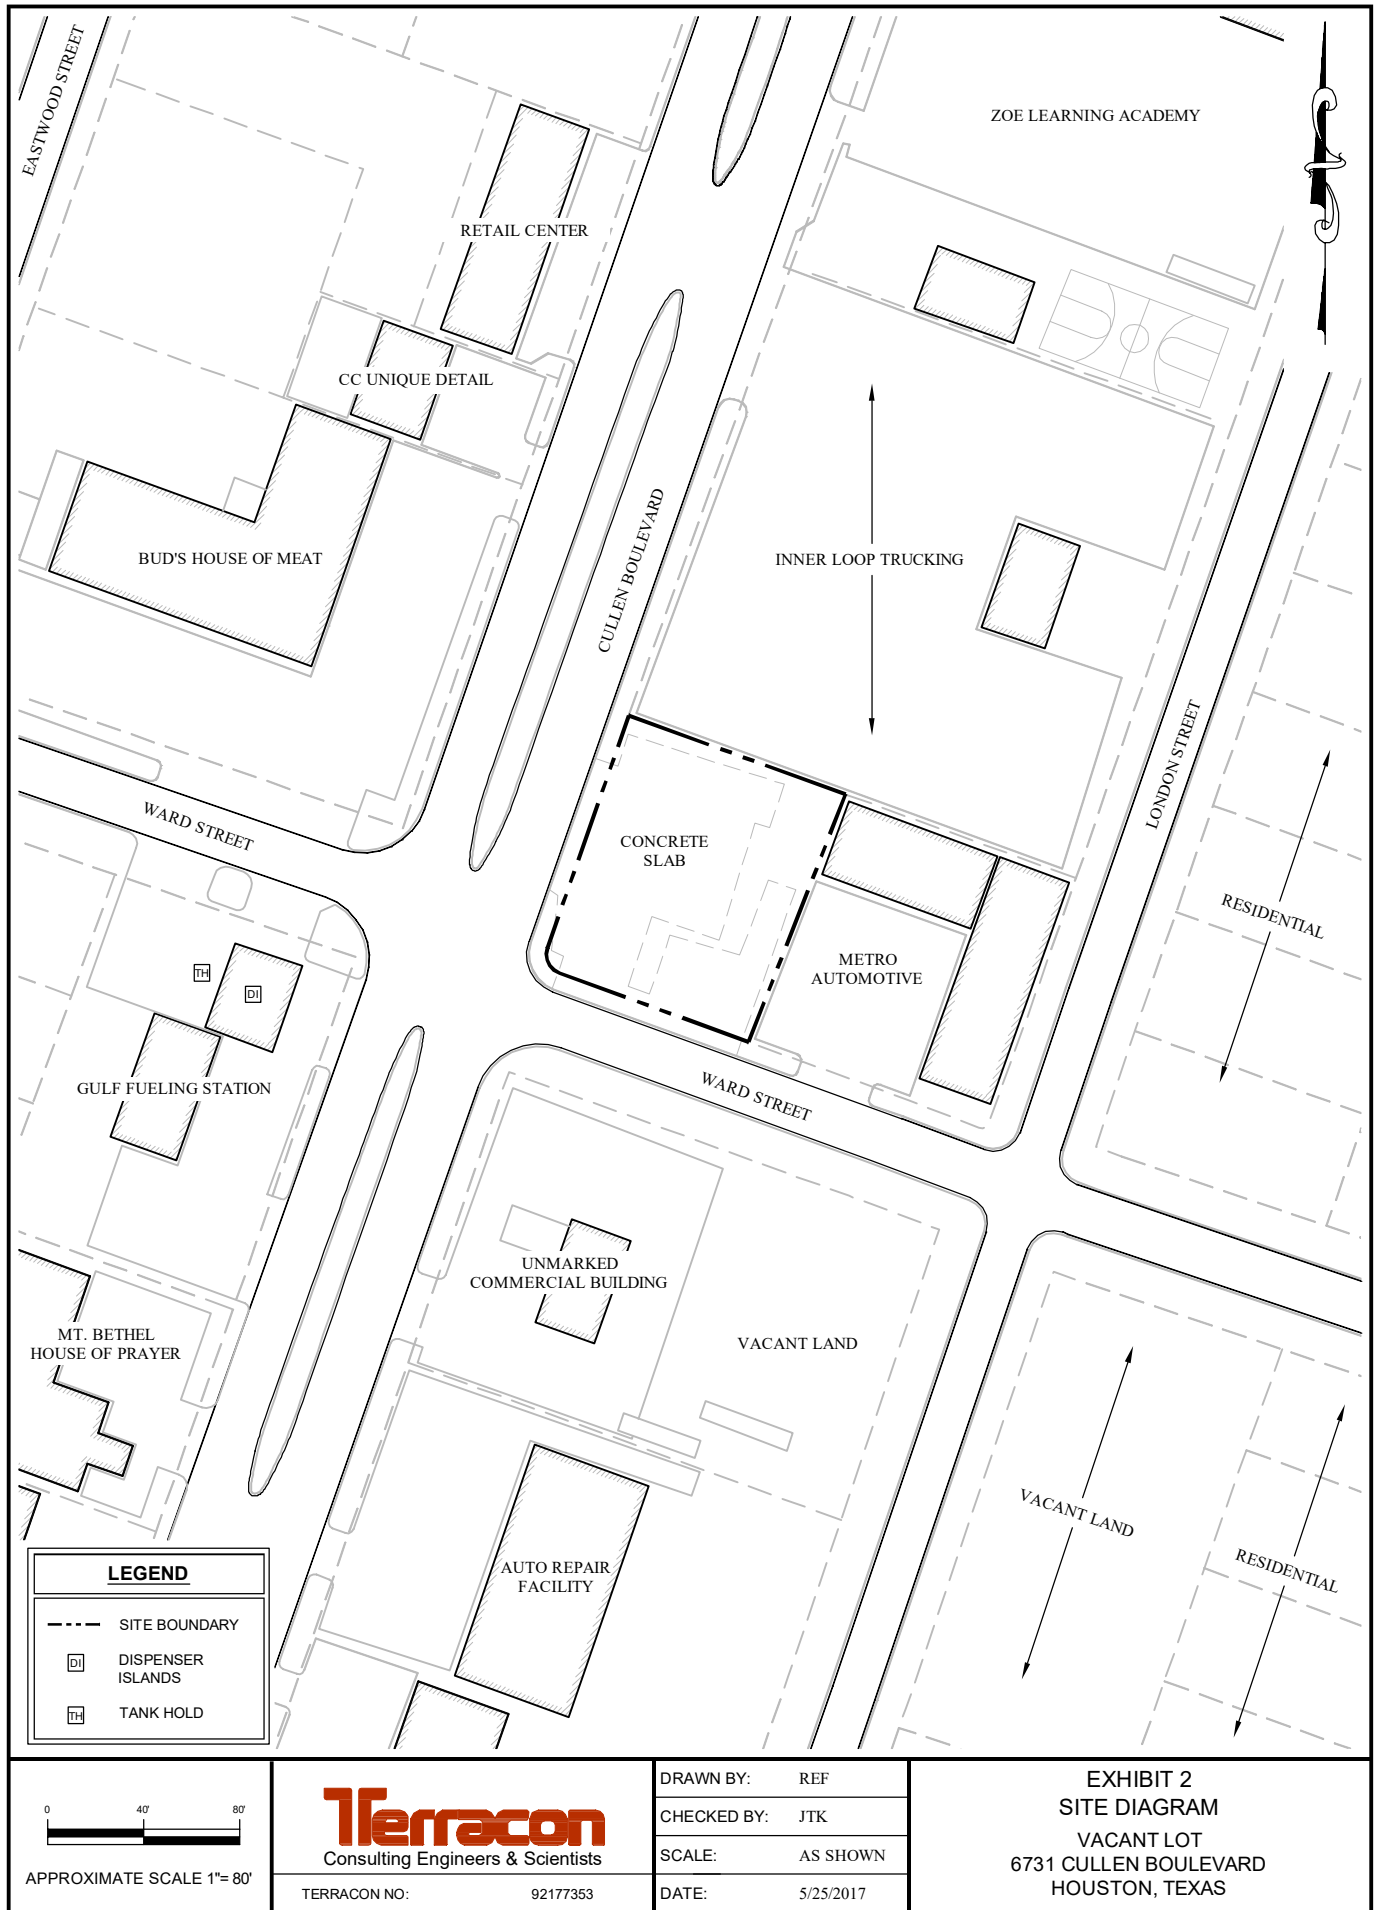 EASTWOOD STREET
ZOE LEARNING ACADEMY
RETAIL CENTER
CC UNIQUE DETAIL
BUD'S HOUSE OF MEAT
CULLEN BOULEVARD
INNER LOOP TRUCKING
LONDON STREET
WARD STREET
CONCRETE
SLAB
RESIDENTIAL
TH
DI
METRO
AUTOMOTIVE
GULF FUELING STATION
WARD STREET
UNMARKED
COMMERCIAL BUILDING
MT. BETHEL
HOUSE OF PRAYER
VACANT LAND
VACANT LAND
RESIDENTIAL
AUTO REPAIR
FACILITY
LEGEND
SITE BOUNDARY
DI DISPENSER
ISLANDS
TH TANK HOLD
0 40' 80'
APPROXIMATE SCALE 1"= 80'
Terracon
Consulting Engineers & Scientists
TERRACON NO: 92177353
DRAWN BY: REF
CHECKED BY: JTK
SCALE: AS SHOWN
DATE: 5/25/2017
EXHIBIT 2
SITE DIAGRAM
VACANT LOT
6731 CULLEN BOULEVARD
HOUSTON, TEXAS